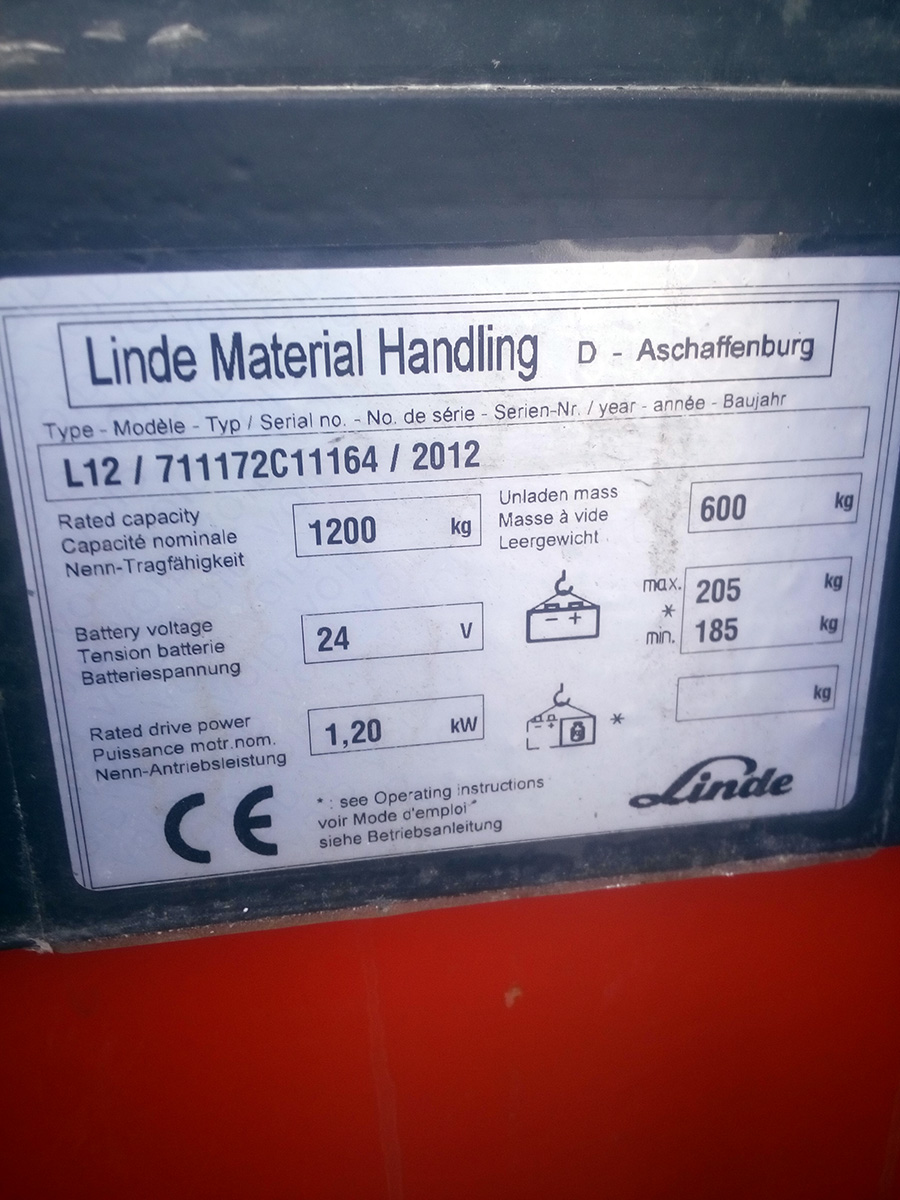 Linde Material Handling D - Aschaffenburg
Type - Modèle - Typ / Serial no. - No. de série - Serien-Nr. / year - année - Baujahr
L12 / 711172C11164 / 2012
Rated capacity
Capacité nominale
Nenn-Tragfähigkeit
1200 kg
Unladen mass
Masse à vide
Leergewicht
600 kg
Battery voltage
Tension batterie
Batteriespannung
24 V
- +
max. 205 kg
*
min. 185 kg
Rated drive power
Puissance motr.nom.
Nenn-Antriebsleistung
1,20 kW
- +
*
kg
CE
* : see Operating instructions
voir Mode d'emploi
siehe Betriebsanleitung
Linde